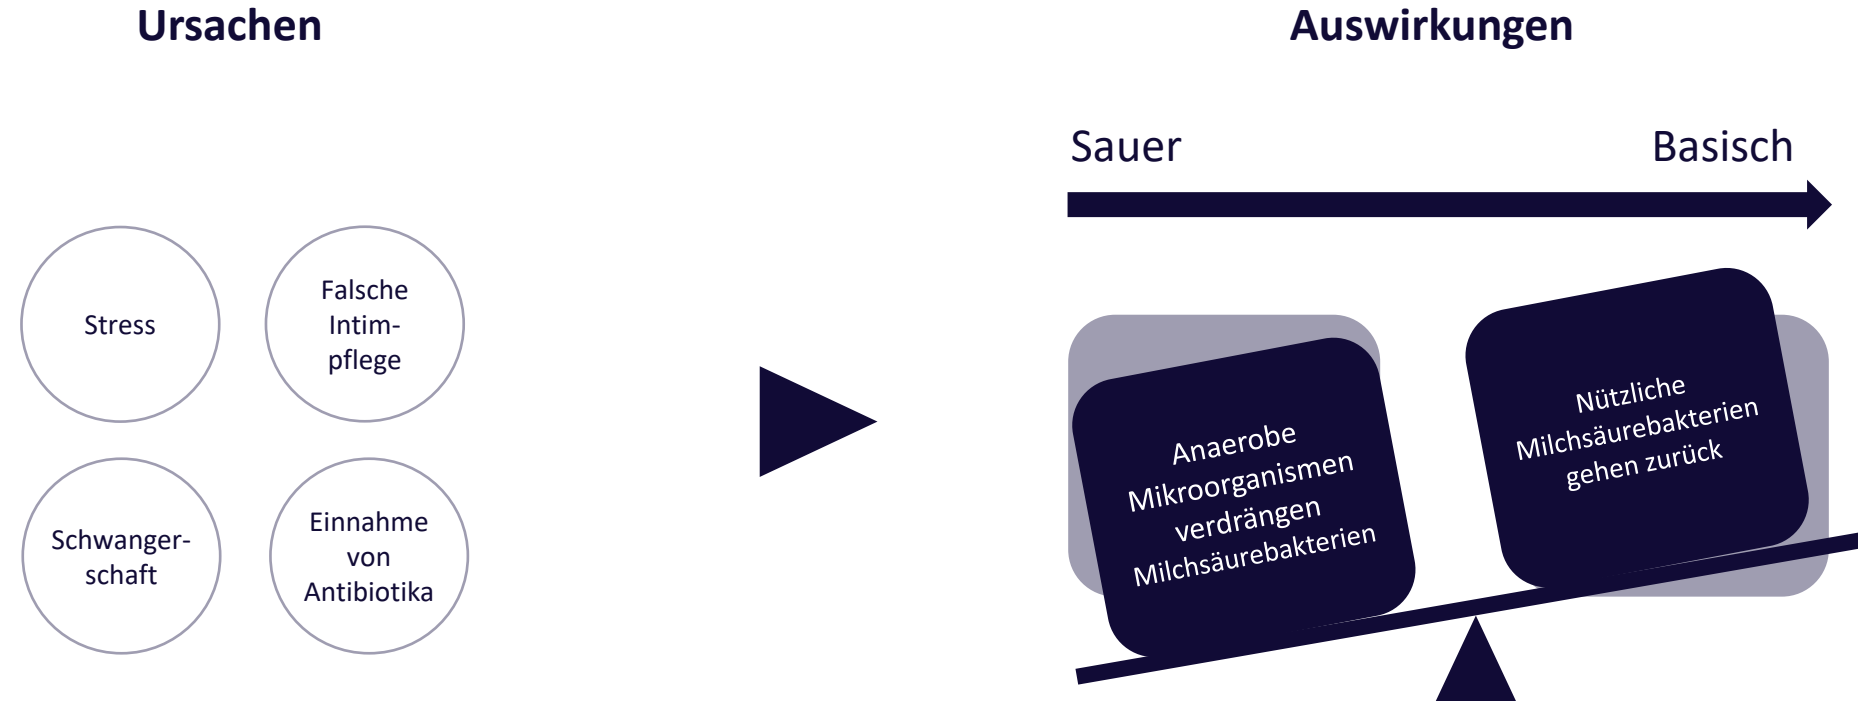 Ursachen
Auswirkungen
Stress
Falsche
Intim-
pflege
Schwanger-
schaft
Einnahme
von
Antibiotika
Sauer
Basisch
Anaerobe
Mikroorganismen
verdrängen
Milchsäurebakterien
Nützliche
Milchsäurebakterien
gehen zurück